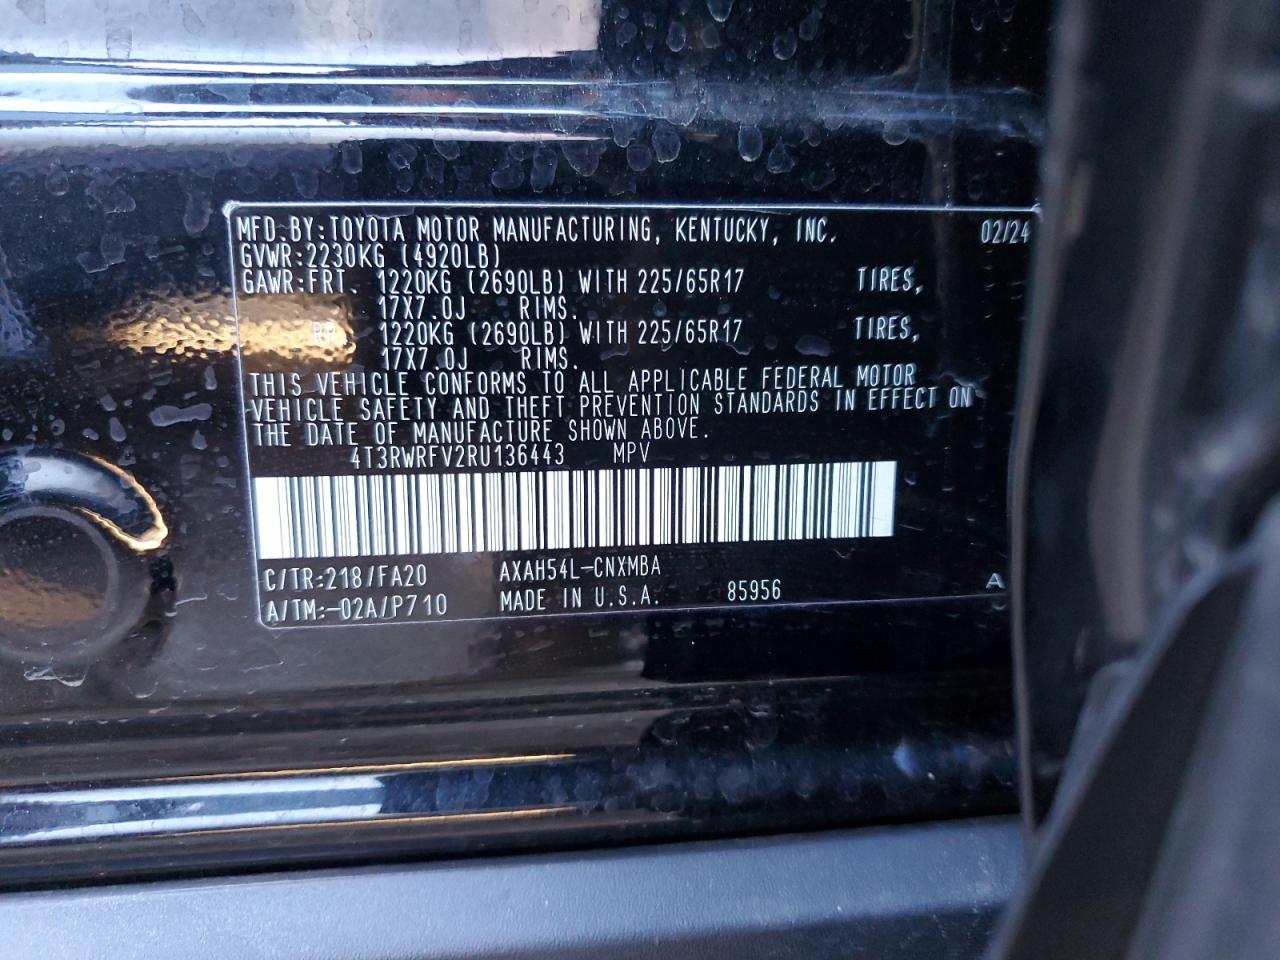 MFD.BY:TOYOTA MOTOR MANUFACTURING, KENTUCKY, INC. 02/24
GVWR:2230KG (4920LB)
GAWR:FRT. 1220KG (2690LB) WITH 225/65R17 TIRES,
17X7.0J RIMS.
RR. 1220KG (2690LB) WITH 225/65R17 TIRES,
17X7.0J RIMS.
THIS VEHICLE CONFORMS TO ALL APPLICABLE FEDERAL MOTOR
VEHICLE SAFETY AND THEFT PREVENTION STANDARDS IN EFFECT ON
THE DATE OF MANUFACTURE SHOWN ABOVE.
4T3RWRFV2RU136443 MPV
C/TR:218/FA20 AXAH54L-CNXMBA
A/TM:-02A/P710 MADE IN U.S.A. 85956 A